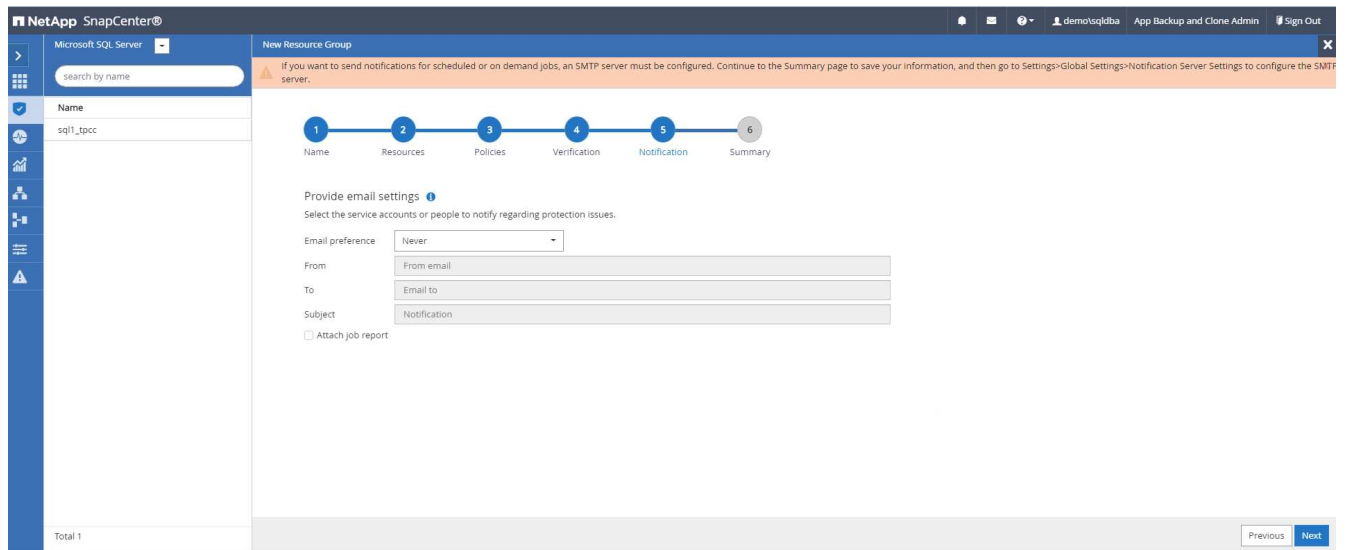 NetApp SnapCenter®
demo\sqldba App Backup and Clone Admin Sign Out
Microsoft SQL Server
New Resource Group
search by name
If you want to send notifications for scheduled or on demand jobs, an SMTP server must be configured. Continue to the Summary page to save your information, and then go to Settings>Global Settings>Notification Server Settings to configure the SMTP
server.
Name
sql1_tpcc
1 2 3 4 5 6
Name Resources Policies Verification Notification Summary
Provide email settings
Select the service accounts or people to notify regarding protection issues.
Email preference Never
From From email
To Email to
Subject Notification
Attach job report
Total 1
Previous Next